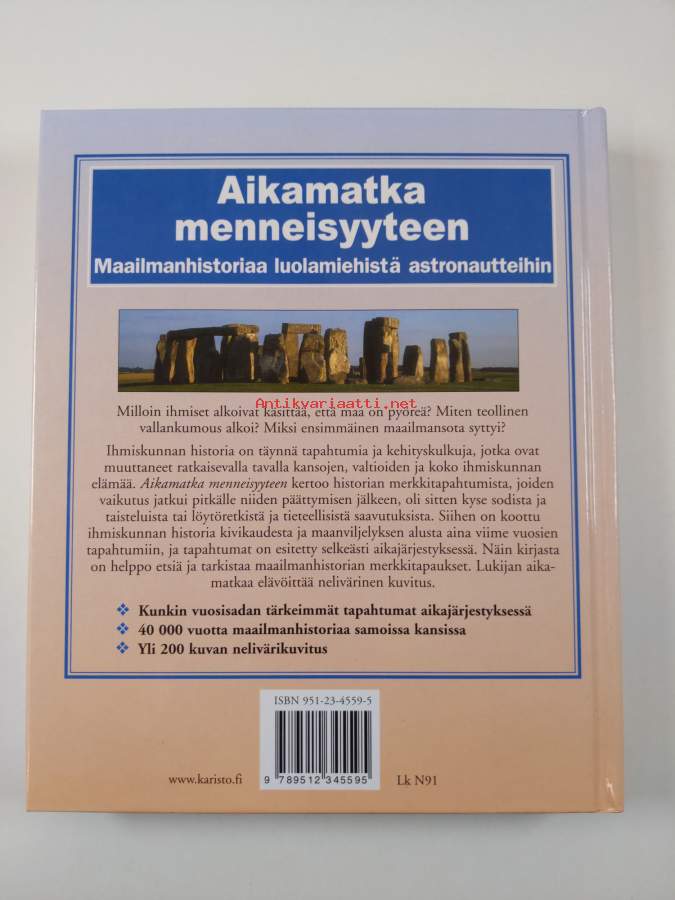 Aikamatka
menneisyyteen
Maailmanhistoriaa luolamiehistä astronautteihin
Antikvariaatti.net
Milloin ihmiset alkoivat käsittää, että maa on pyöreä? Miten teollinen
vallankumous alkoi? Miksi ensimmäinen maailmansota syttyi?
Ihmiskunnan historia on täynnä tapahtumia ja kehityskulkuja, jotka ovat
muuttaneet ratkaisevalla tavalla kansojen, valtioiden ja koko ihmiskunnan
elämää. Aikamatka menneisyyteen kertoo historian merkkitapahtumista, joiden
vaikutus jatkui pitkälle niiden päättymisen jälkeen, oli sitten kyse sodista ja
taisteluista tai löytöretkistä ja tieteellisistä saavutuksista. Siihen on koottu
ihmiskunnan historia kivikaudesta ja maanviljelyksen alusta aina viime vuosien
tapahtumiin, ja tapahtumat on esitetty selkeästi aikajärjestyksessä. Näin kirjasta
on helppo etsiä ja tarkistaa maailmanhistorian merkkitapaukset. Lukijan aika-
matkaa elävöittää nelivärinen kuvitus.
❖ Kunkin vuosisadan tärkeimmät tapahtumat aikajärjestyksessä
❖ 40 000 vuotta maailmanhistoriaa samoissa kansissa
❖ Yli 200 kuvan nelivärikuvitus
ISBN 951-23-4559-5
www.karisto.fi
9 789512 345595
Lk N91